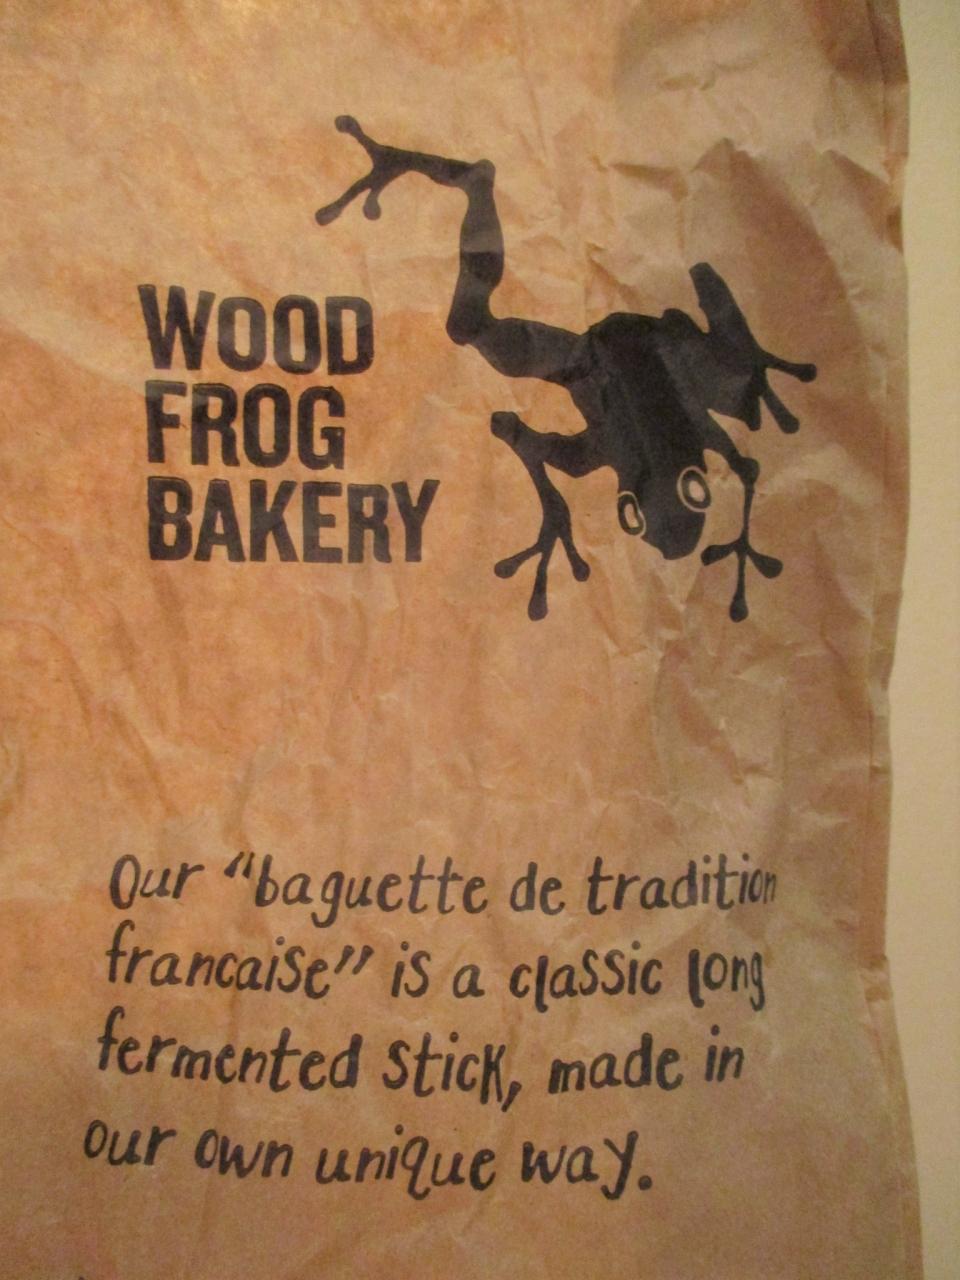 WOOD
FROG
BAKERY
Our "baguette de tradition
francaise" is a classic long
fermented stick, made in
our own unique way.